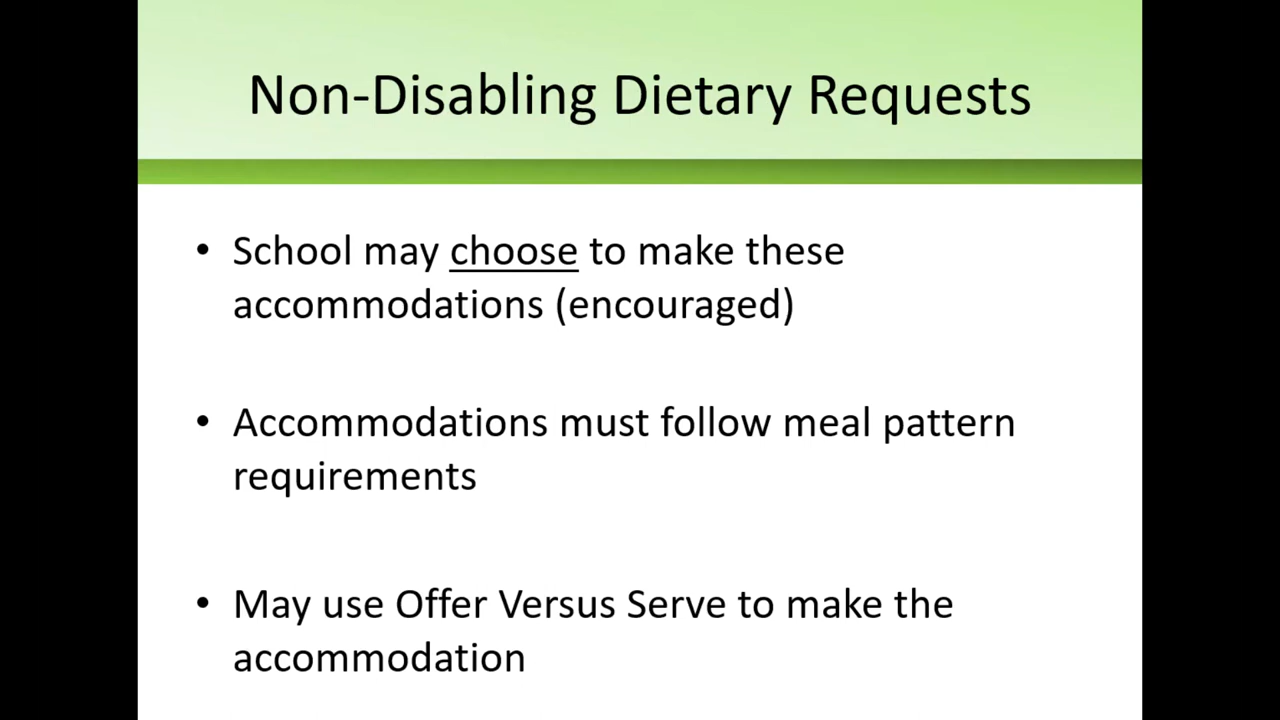 Non-Disabling Dietary Requests
• School may choose to make these
accommodations (encouraged)
• Accommodations must follow meal pattern
requirements
• May use Offer Versus Serve to make the
accommodation